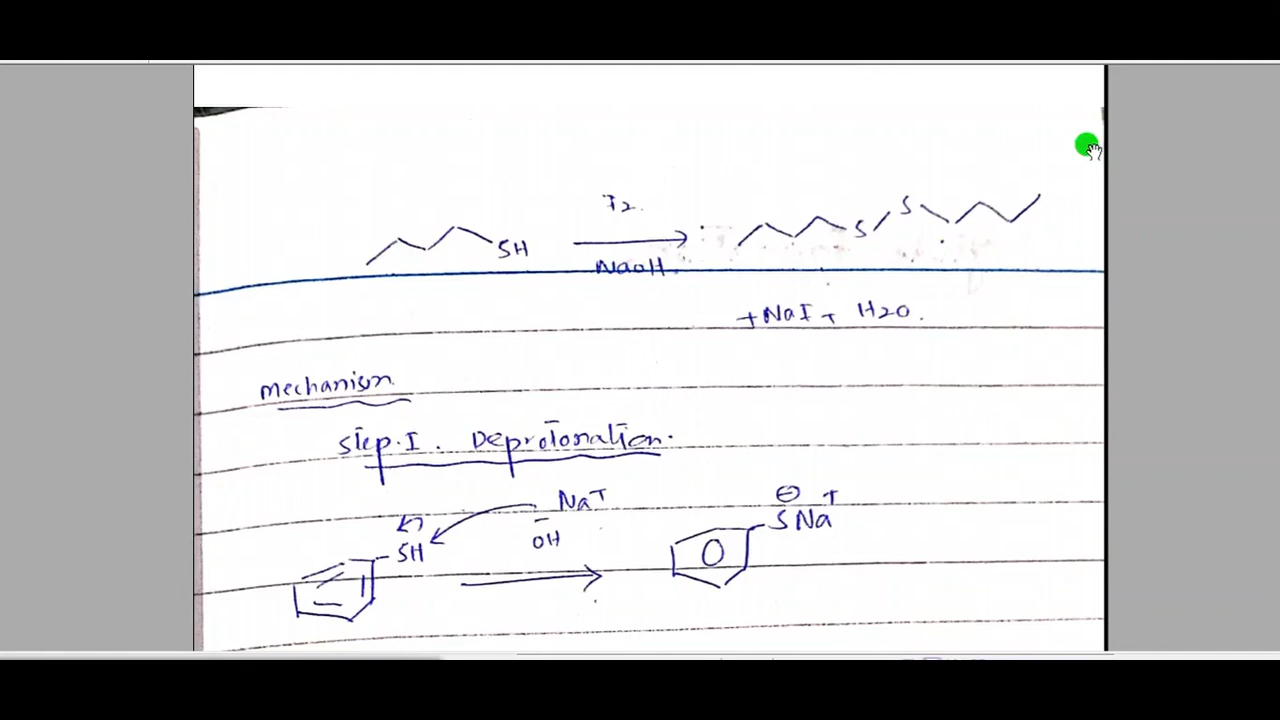 I2.
SH
NaOH.
S
S
+ NaI + H2O.
Mechanism
Step.I. Deprotonation.
Na+
⊖ +
SH
OH
SNa